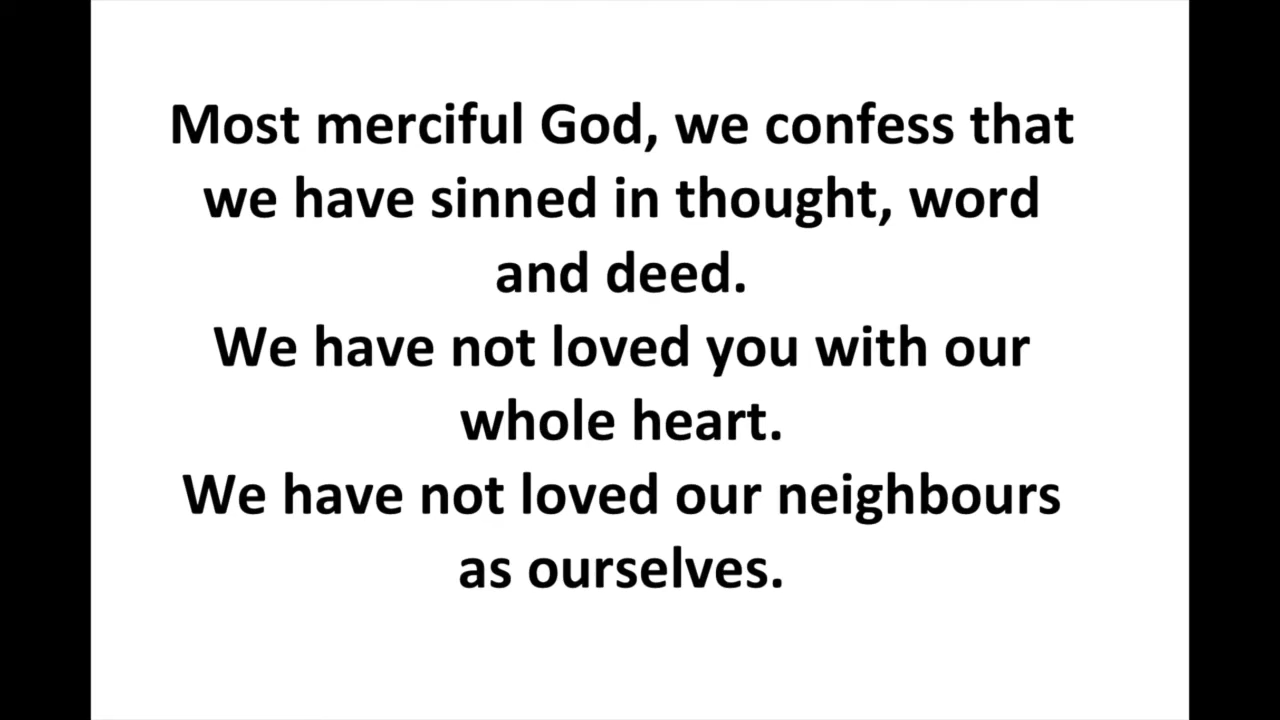 Most merciful God, we confess that
we have sinned in thought, word
and deed.
We have not loved you with our
whole heart.
We have not loved our neighbours
as ourselves.